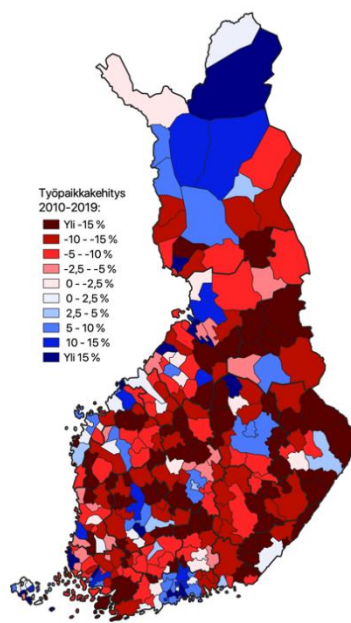 Työpaikkakehitys
2010-2019:
Yli -15 %
-10 - -15 %
-5 - -10 %
-2,5 - -5 %
0 - -2,5 %
0 - 2,5 %
2,5 - 5 %
5 - 10 %
10 - 15 %
Yli 15 %